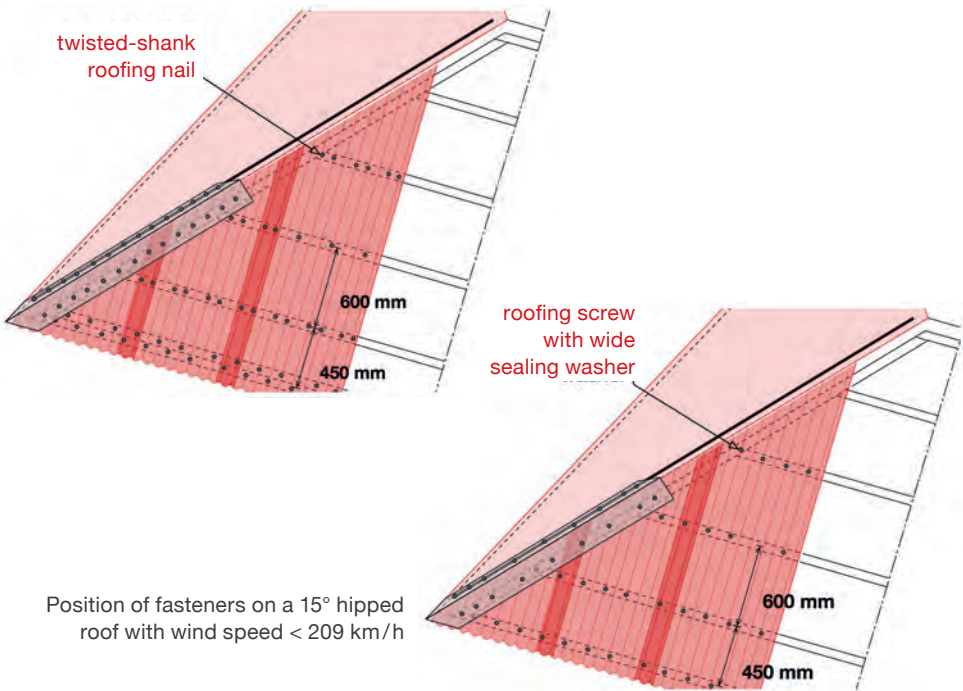 twisted-shank
roofing nail
600 mm
450 mm
roofing screw
with wide
sealing washer
600 mm
450 mm
Position of fasteners on a 15° hipped
roof with wind speed < 209 km/h